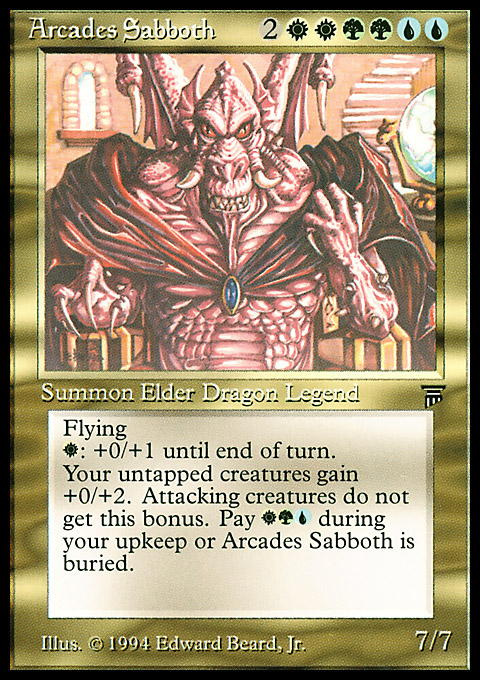 Arcades Sabboth 2
Summon Elder Dragon Legend
Flying
: +0/+1 until end of turn.
Your untapped creatures gain
+0/+2. Attacking creatures do not
get this bonus. Pay during
your upkeep or Arcades Sabboth is
buried.
Illus. © 1994 Edward Beard, Jr. 7/7